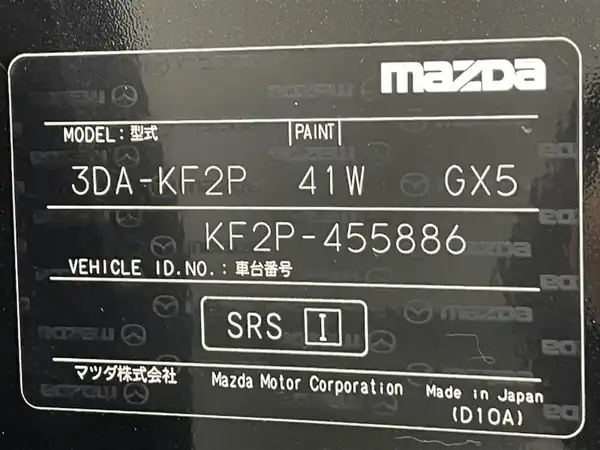 mazda
MODEL:型式 PAINT
3DA-KF2P 41W GX5
KF2P-455886
VEHICLE ID.NO.:車台番号
SRS I
マツダ株式会社 Mazda Motor Corporation Made in Japan
(D10A)